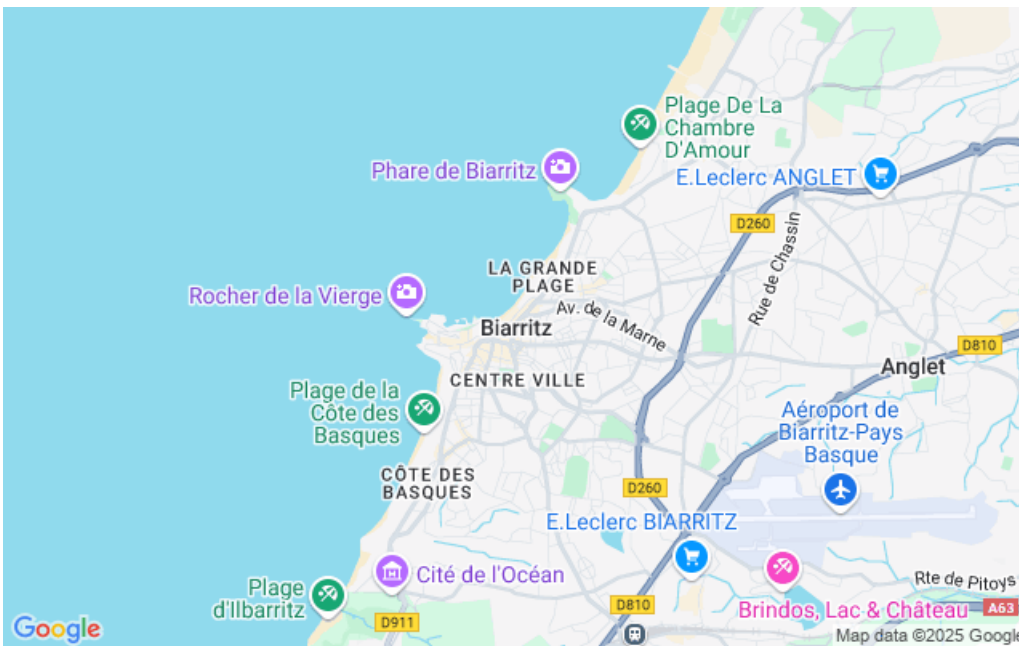 Plage De La
Chambre
D'Amour
Phare de Biarritz
E.Leclerc ANGLET
D260
Rue de Chassin
LA GRANDE
PLAGE
Rocher de la Vierge
Av. de la Marne
Biarritz
D810
Anglet
CENTRE VILLE
Plage de la
Côte des
Basques
Aéroport de
Biarritz-Pays
Basque
CÔTE DES
BASQUES
D260
E.Leclerc BIARRITZ
Cité de l'Océan
Plage
d'Ilbarritz
Rte de Pitoys
D810
Brindos, Lac & Château
A63
D911
Google
Map data ©2025 Google